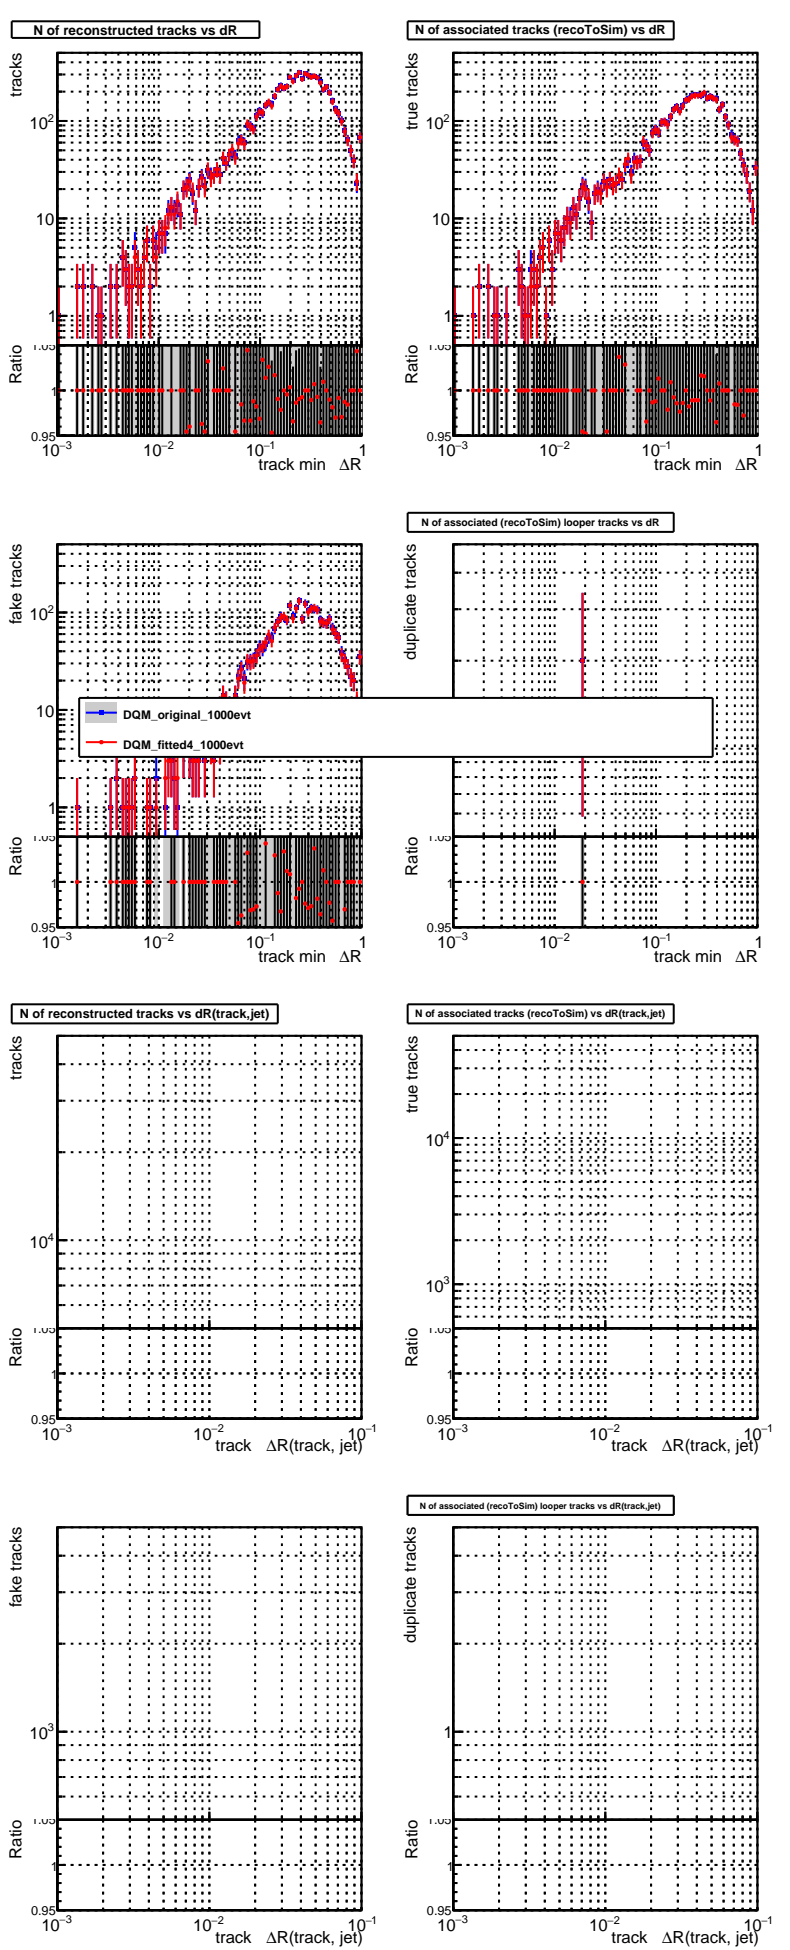 N of reconstructed tracks vs dR
tracks
10²
10
1
Ratio
1.05
1
0.95
10⁻³ 10⁻² 10⁻¹ 1
track min ΔR
N of associated tracks (recoToSim) vs dR
true tracks
10²
10
1
Ratio
1.05
1
0.95
10⁻³ 10⁻² 10⁻¹ 1
track min ΔR
fake tracks
10²
10
1
Ratio
1.05
1
0.95
10⁻³ 10⁻² 10⁻¹ 1
track min ΔR
N of associated (recoToSim) looper tracks vs dR
duplicate tracks
Ratio
1.05
1
0.95
10⁻³ 10⁻² 10⁻¹ 1
track min ΔR
DQM_original_1000evt
DQM_fitted4_1000evt
N of reconstructed tracks vs dR(track,jet)
tracks
10⁴
Ratio
1.05
1
0.95
10⁻³ 10⁻² 10⁻¹
track ΔR(track, jet)
N of associated tracks (recoToSim) vs dR(track,jet)
true tracks
10⁴
10³
Ratio
1.05
1
0.95
10⁻³ 10⁻² 10⁻¹
track ΔR(track, jet)
fake tracks
10³
Ratio
1.05
1
0.95
10⁻³ 10⁻² 10⁻¹
track ΔR(track, jet)
N of associated (recoToSim) looper tracks vs dR(track,jet)
duplicate tracks
1
Ratio
1.05
1
0.95
10⁻³ 10⁻² 10⁻¹
track ΔR(track, jet)